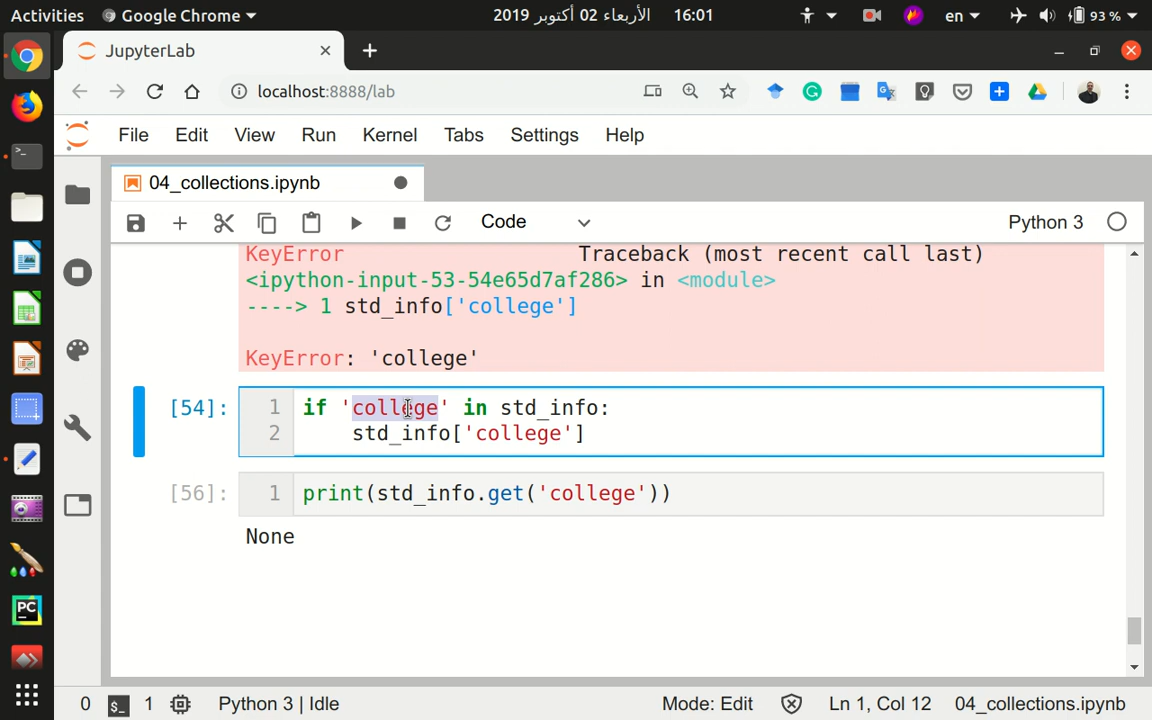 Activities Google Chrome 2019 الأربعاء 02 أكتوبر 16:01 en 93 %
JupyterLab
localhost:8888/lab
File Edit View Run Kernel Tabs Settings Help
04_collections.ipynb
Code Python 3
KeyError Traceback (most recent call last)
<ipython-input-53-54e65d7af286> in <module>
----> 1 std_info['college']
KeyError: 'college'
[54]: 1 if 'college' in std_info:
2 std_info['college']
[56]: 1 print(std_info.get('college'))
None
0 $_ 1 Python 3 | Idle Mode: Edit Ln 1, Col 12 04_collections.ipynb
PC